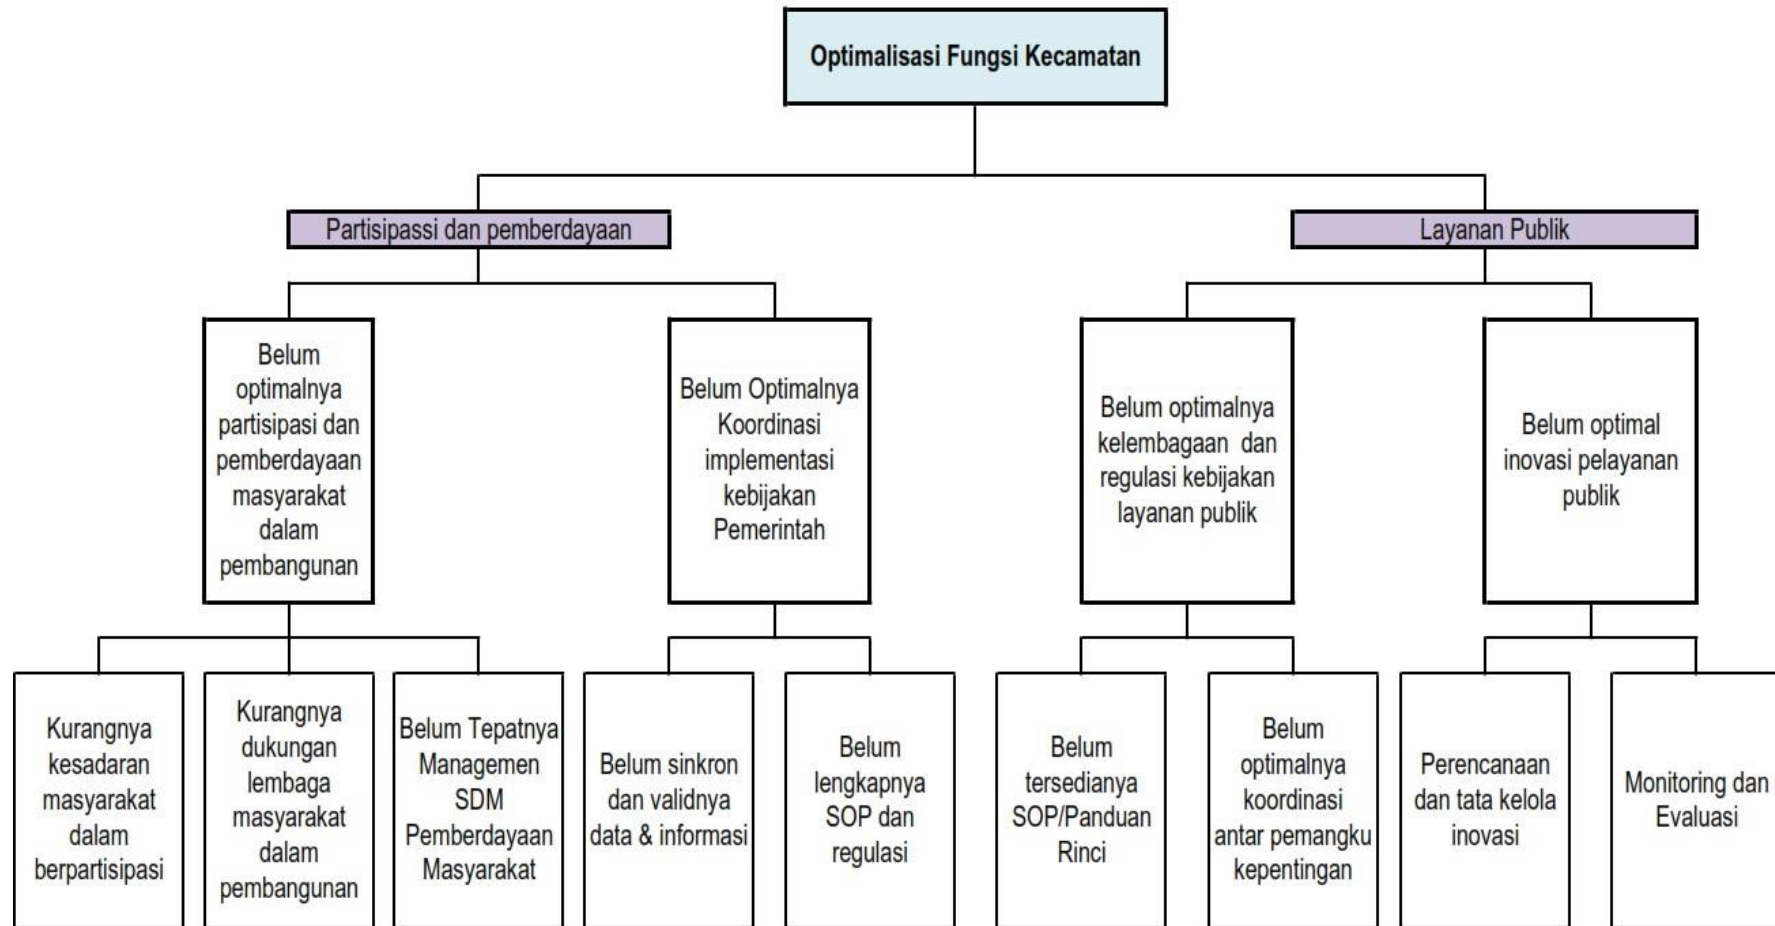 Optimalisasi Fungsi Kecamatan
Partisipassi dan pemberdayaan
Layanan Publik
Belum
optimalnya
partisipasi dan
pemberdayaan
masyarakat
dalam
pembangunan
Belum Optimalnya
Koordinasi
implementasi
kebijakan
Pemerintah
Belum optimalnya
kelembagaan dan
regulasi kebijakan
layanan publik
Belum optimal
inovasi pelayanan
publik
Kurangnya
kesadaran
masyarakat
dalam
berpartisipasi
Kurangnya
dukungan
lembaga
masyarakat
dalam
pembangunan
Belum Tepatnya
Managemen
SDM
Pemberdayaan
Masyarakat
Belum sinkron
dan validnya
data & informasi
Belum
lengkapnya
SOP dan
regulasi
Belum
tersedianya
SOP/Panduan
Rinci
Belum
optimalnya
koordinasi
antar pemangku
kepentingan
Perencanaan
dan tata kelola
inovasi
Monitoring dan
Evaluasi